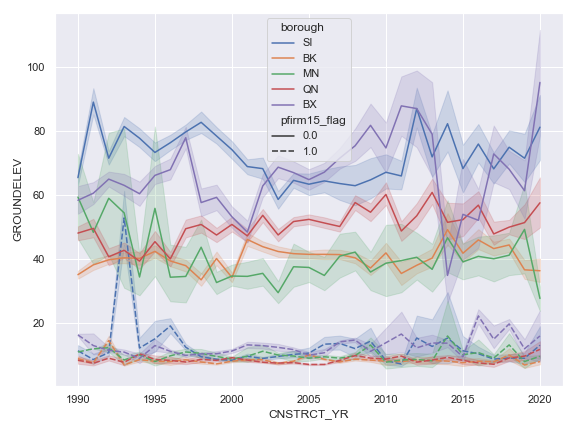 borough
SI
BK
MN
QN
BX
pfirm15_flag
0.0
1.0
100
80
60
40
20
GROUNDELEV
1990
1995
2000
2005
2010
2015
2020
CNSTRCT_YR